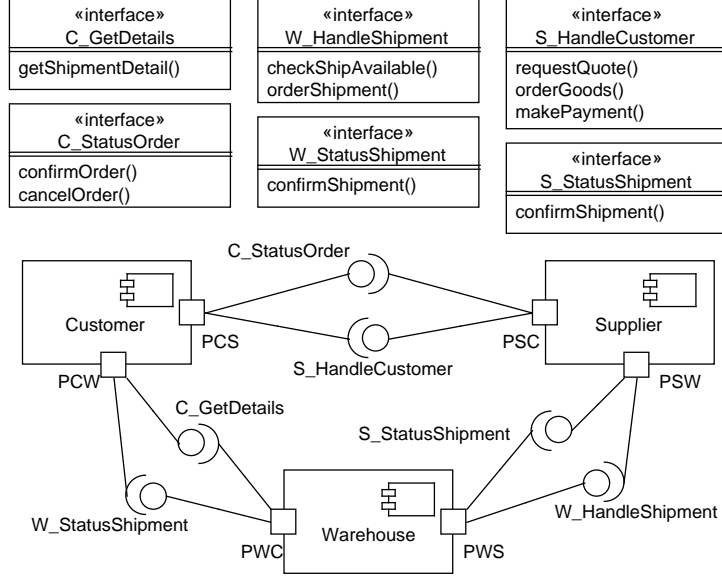 «interface»
C_GetDetails
getShipmentDetail()
«interface»
W_HandleShipment
checkShipAvailable()
orderShipment()
«interface»
S_HandleCustomer
requestQuote()
orderGoods()
makePayment()
«interface»
C_StatusOrder
confirmOrder()
cancelOrder()
«interface»
W_StatusShipment
confirmShipment()
«interface»
S_StatusShipment
confirmShipment()
C_StatusOrder
Customer
Supplier
PCS
PSC
S_HandleCustomer
PCW
PSW
C_GetDetails
S_StatusShipment
W_StatusShipment
W_HandleShipment
Warehouse
PWC
PWS